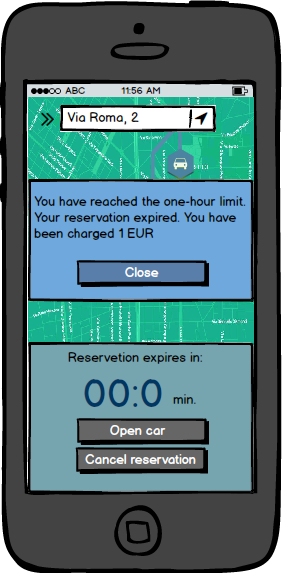 ABC 11:56 AM
Via Roma, 2
You have reached the one-hour limit.
Your reservation expired. You have
been charged 1 EUR
Close
Reservetion expires in:
00:0 min.
Open car
Cancel reservation